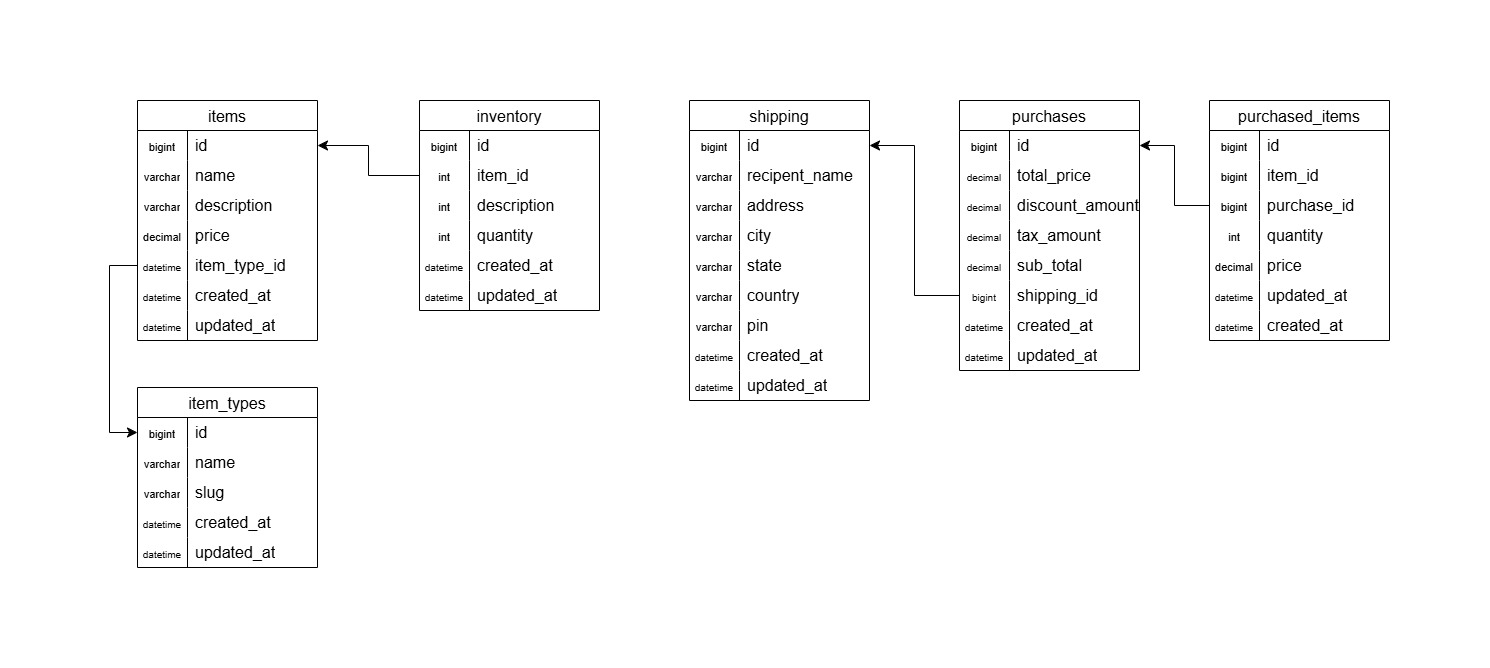 items
bigint id
varchar name
varchar description
decimal price
datetime item_type_id
datetime created_at
datetime updated_at
inventory
bigint id
int item_id
int description
int quantity
datetime created_at
datetime updated_at
shipping
bigint id
varchar recipent_name
varchar address
varchar city
varchar state
varchar country
varchar pin
datetime created_at
datetime updated_at
purchases
bigint id
decimal total_price
decimal discount_amount
decimal tax_amount
decimal sub_total
bigint shipping_id
datetime created_at
datetime updated_at
purchased_items
bigint id
bigint item_id
bigint purchase_id
int quantity
decimal price
datetime updated_at
datetime created_at
item_types
bigint id
varchar name
varchar slug
datetime created_at
datetime updated_at